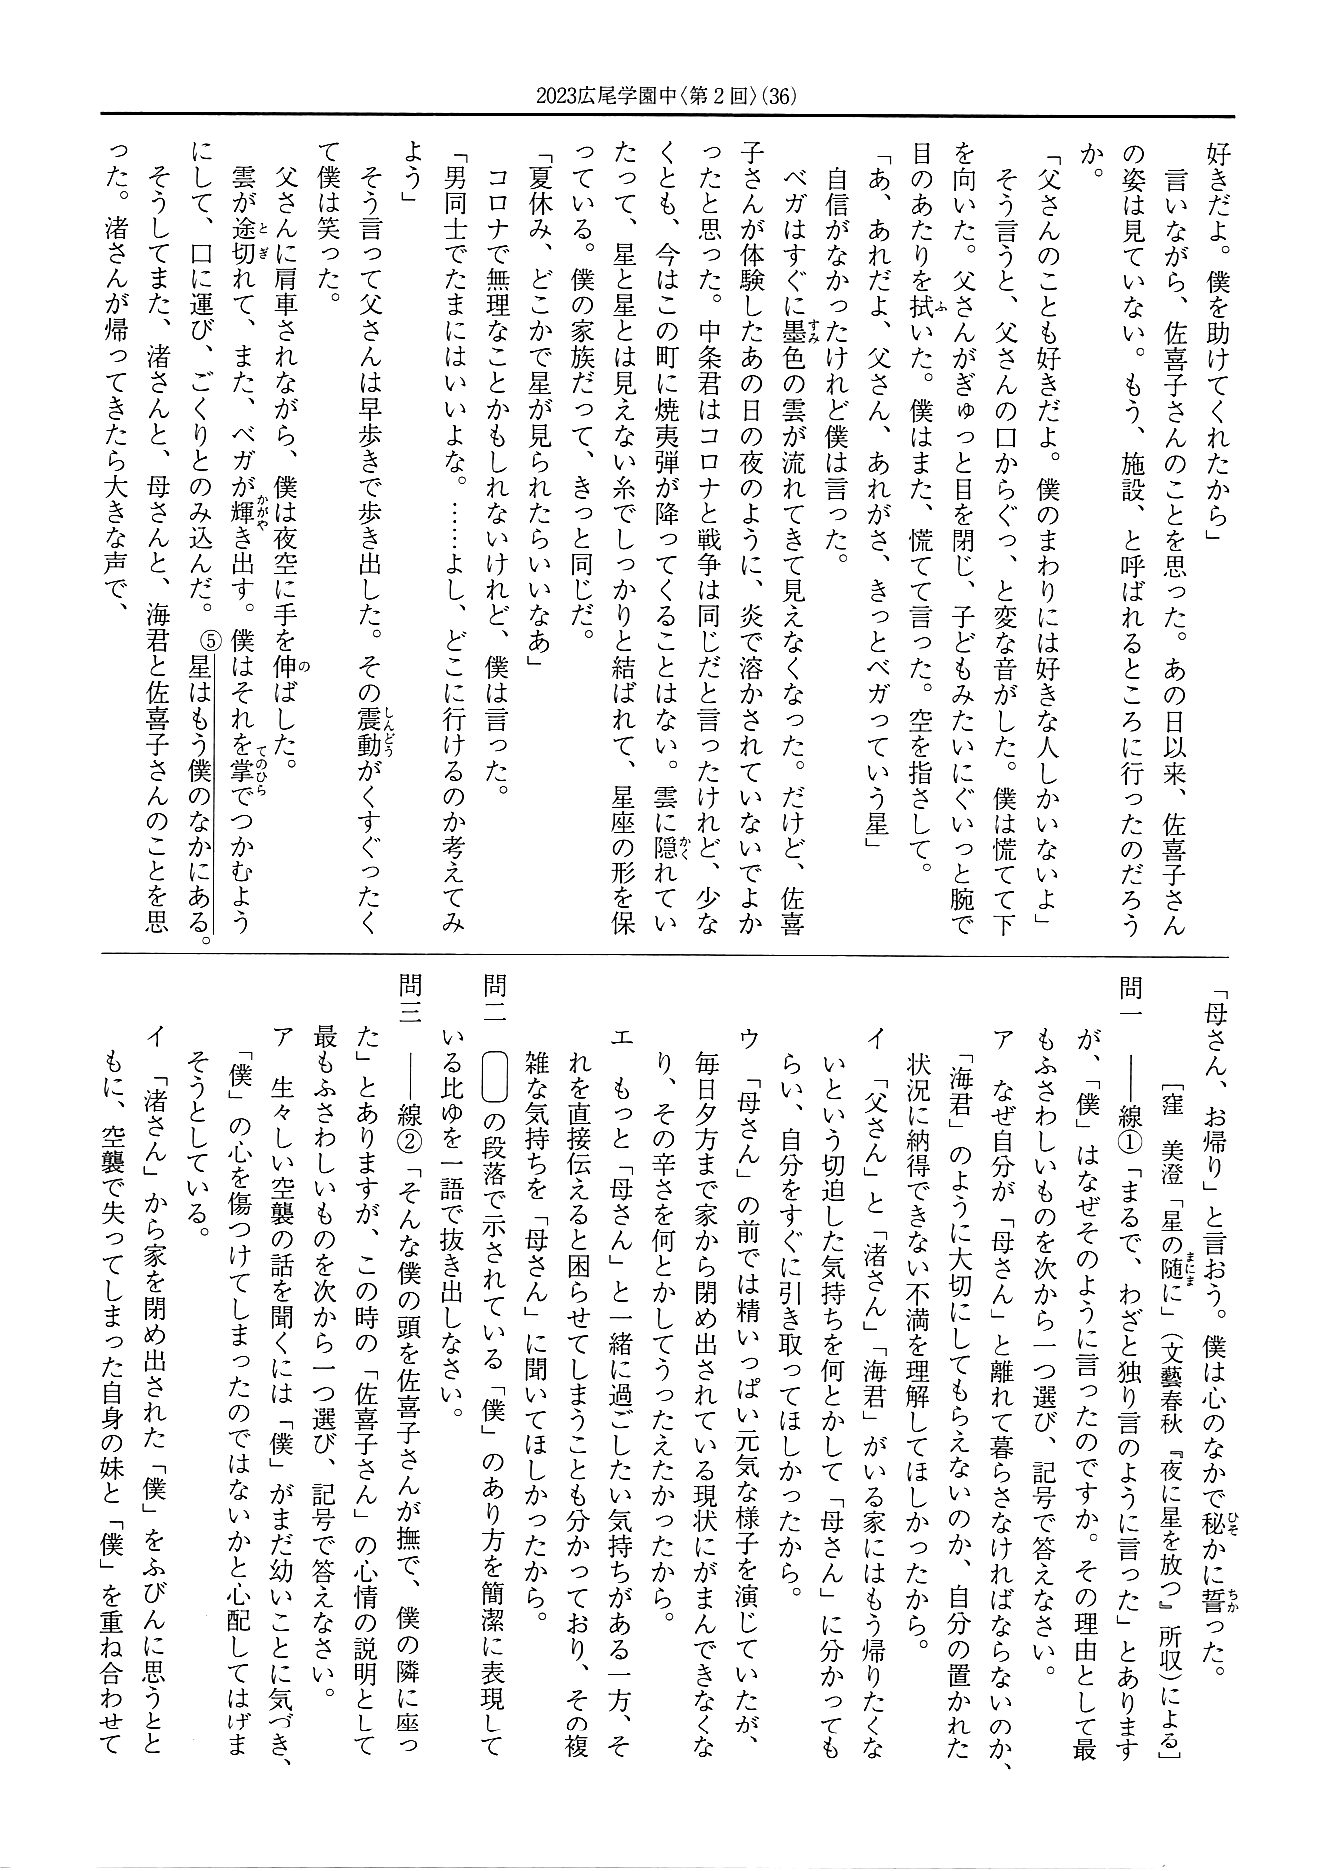 2023広尾学園中〈第2回〉(36)
好きだよ。僕を助けてくれたから」
言いながら、佐喜子さんのことを思った。あの日以来、佐喜子さん
の姿は見ていない。もう、施設、と呼ばれるところに行ったのだろう
か。
「父さんのことも好きだよ。僕のまわりには好きな人しかいないよ」
そう言うと、父さんの口からぐっ、と変な音がした。僕は慌てて下
を向いた。父さんがぎゅっと目を閉じ、子どもみたいにぐいっと腕で
目のあたりを拭いた。僕はまた、慌てて言った。空を指さして。
「あ、あれだよ、父さん、あれがさ、きっとベガっていう星」
自信がなかったけれど僕は言った。
ベガはすぐに墨色の雲が流れてきて見えなくなった。だけど、佐喜
子さんが体験したあの日の夜のように、炎で溶かされていないでよか
ったと思った。中条君はコロナと戦争は同じだと言ったけれど、少な
くとも、今はこの町に焼夷弾が降ってくることはない。雲に隠れてい
たって、星と星とは見えない糸でしっかりと結ばれて、星座の形を保
っている。僕の家族だって、きっと同じだ。
「夏休み、どこかで星が見られたらいいなあ」
コロナで無理なことかもしれないけれど、僕は言った。
「男同士でたまにはいいよな。……よし、どこに行けるのか考えてみ
よう」
そう言って父さんは早歩きで歩き出した。その震動がくすぐったく
て僕は笑った。
父さんに肩車されながら、僕は夜空に手を伸ばした。
雲が途切れて、また、ベガが輝き出す。僕はそれを掌でつかむよう
にして、口に運び、ごくりとのみ込んだ。⑤星はもう僕のなかにある。
そうしてまた、渚さんと、母さんと、海君と佐喜子さんのことを思
った。渚さんが帰ってきたら大きな声で、
「母さん、お帰り」と言おう。僕は心のなかで秘かに誓った。
[窪　美澄「星の随に」（文藝春秋『夜に星を放つ』所収）による]
問一　――線①「まるで、わざと独り言のように言った」とあります
が、「僕」はなぜそのように言ったのですか。その理由として最
もふさわしいものを次から一つ選び、記号で答えなさい。
ア　なぜ自分が「母さん」と離れて暮らさなければならないのか、
「海君」のように大切にしてもらえないのか、自分の置かれた
状況に納得できない不満を理解してほしかったから。
イ　「父さん」と「渚さん」「海君」がいる家にはもう帰りたくな
いという切迫した気持ちを何とかして「母さん」に分かっても
らい、自分をすぐに引き取ってほしかったから。
ウ　「母さん」の前では精いっぱい元気な様子を演じていたが、
毎日夕方まで家から閉め出されている現状にがまんできなくな
り、その辛さを何とかしてうったえたかったから。
エ　もっと「母さん」と一緒に過ごしたい気持ちがある一方、そ
れを直接伝えると困らせてしまうことも分かっており、その複
雑な気持ちを「母さん」に聞いてほしかったから。
問二　の段落で示されている「僕」のあり方を簡潔に表現して
いる比ゆを一語で抜き出しなさい。
問三　――線②「そんな僕の頭を佐喜子さんが撫で、僕の隣に座っ
た」とありますが、この時の「佐喜子さん」の心情の説明として
最もふさわしいものを次から一つ選び、記号で答えなさい。
ア　生々しい空襲の話を聞くには「僕」がまだ幼いことに気づき、
「僕」の心を傷つけてしまったのではないかと心配してはげま
そうとしている。
イ　「渚さん」から家を閉め出された「僕」をふびんに思うとと
もに、空襲で失ってしまった自身の妹と「僕」を重ね合わせて